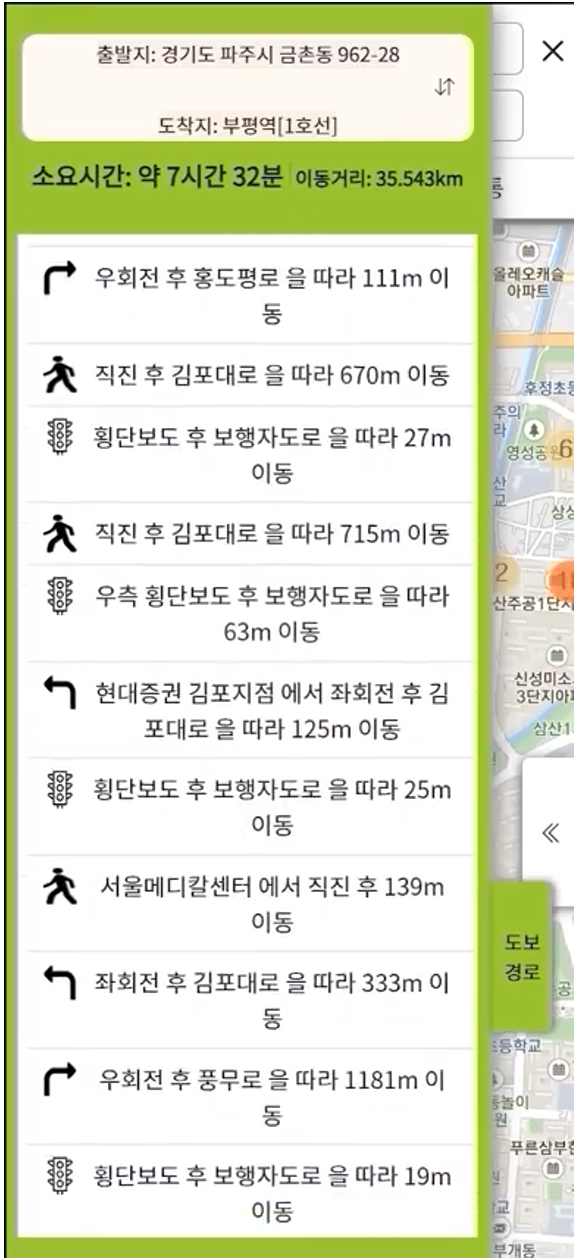 출발지: 경기도 파주시 금촌동 962-28
도착지: 부평역[1호선]
소요시간: 약 7시간 32분
이동거리: 35.543km
우회전 후 홍도평로 을 따라 111m 이
동
직진 후 김포대로 을 따라 670m 이동
횡단보도 후 보행자도로 을 따라 27m
이동
직진 후 김포대로 을 따라 715m 이동
우측 횡단보도 후 보행자도로 을 따라
63m 이동
현대증권 김포지점 에서 좌회전 후 김
포대로 을 따라 125m 이동
횡단보도 후 보행자도로 을 따라 25m
이동
서울메디칼센터 에서 직진 후 139m
이동
좌회전 후 김포대로 을 따라 333m 이
동
우회전 후 풍무로 을 따라 1181m 이
동
횡단보도 후 보행자도로 을 따라 19m
이동
올레오캐슬
아파트
후정초등
주의
라
영성공원
6
산
교
상성
2
18
산주공1단지
신성미소
3단지아파
삼산1
도보
경로
공
초등학교
동놀이
원
푸른삼부한
교
부개동